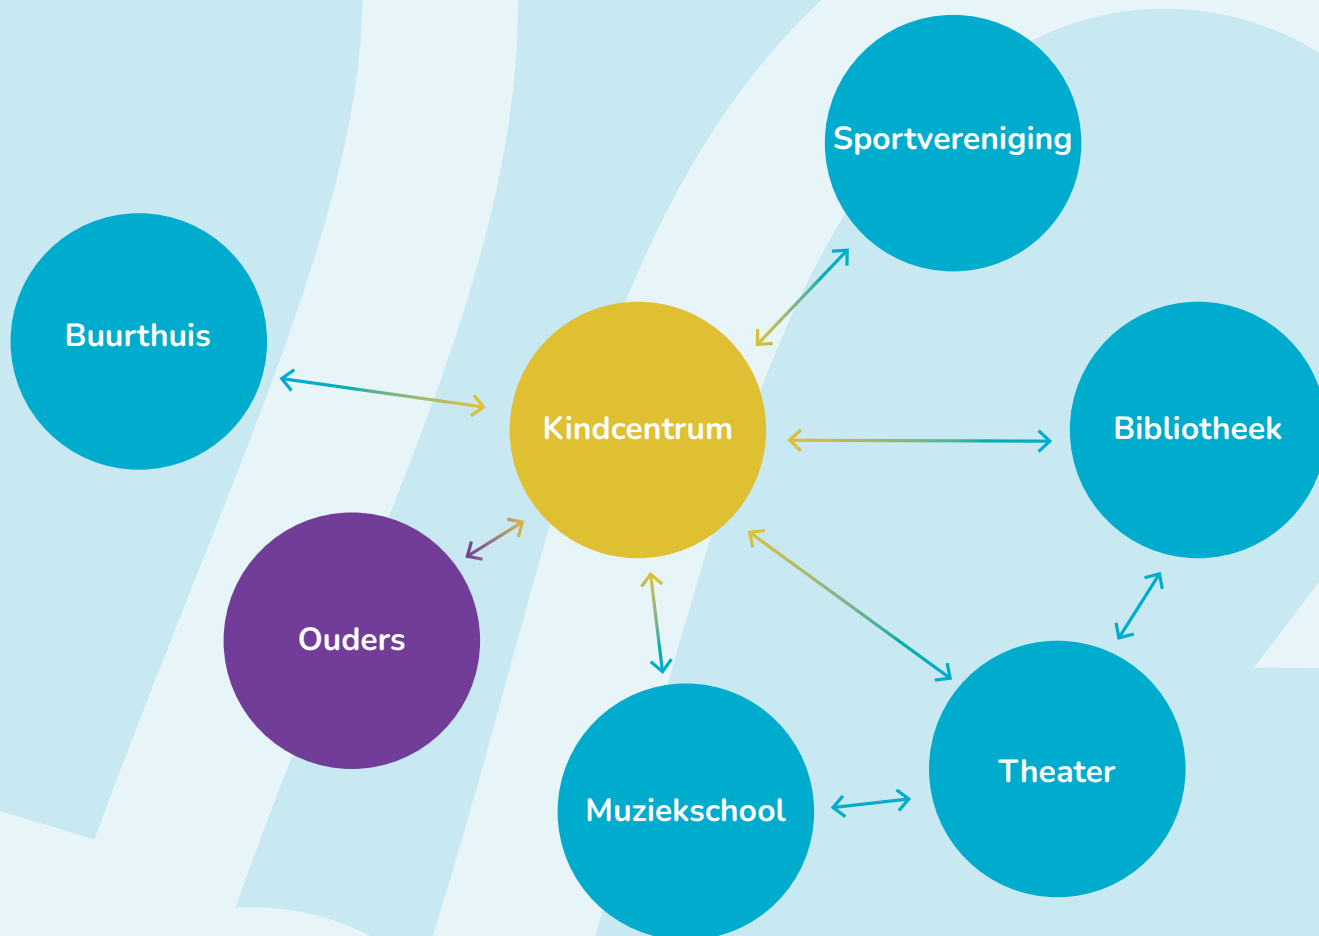 Sportvereniging
Buurthuis
Kindcentrum
Bibliotheek
Ouders
Theater
Muziekschool